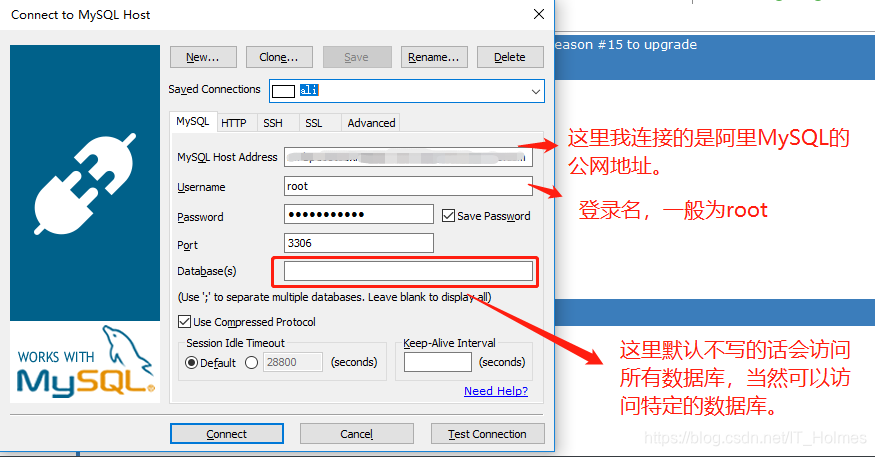 Connect to MySQL Host
eason #15 to upgrade
New...
Clone...
Save
Rename...
Delete
Saved Connections
ali
MySQL
HTTP
SSH
SSL
Advanced
MySQL Host Address
这里我连接的是阿里MySQL的
公网地址。
Username
root
登录名，一般为root
Password
●●●●●●●●●●●
Save Password
Port
3306
Database(s)
(Use ';' to separate multiple databases. Leave blank to display all)
Use Compressed Protocol
Session Idle Timeout
Default
28800
(seconds)
Keep-Alive Interval
(seconds)
Need Help?
这里默认不写的话会访问
所有数据库，当然可以访
问特定的数据库。
WORKS WITH
MySQL®
Connect
Cancel
Test Connection
https://blog.csdn.net/IT_Holmes